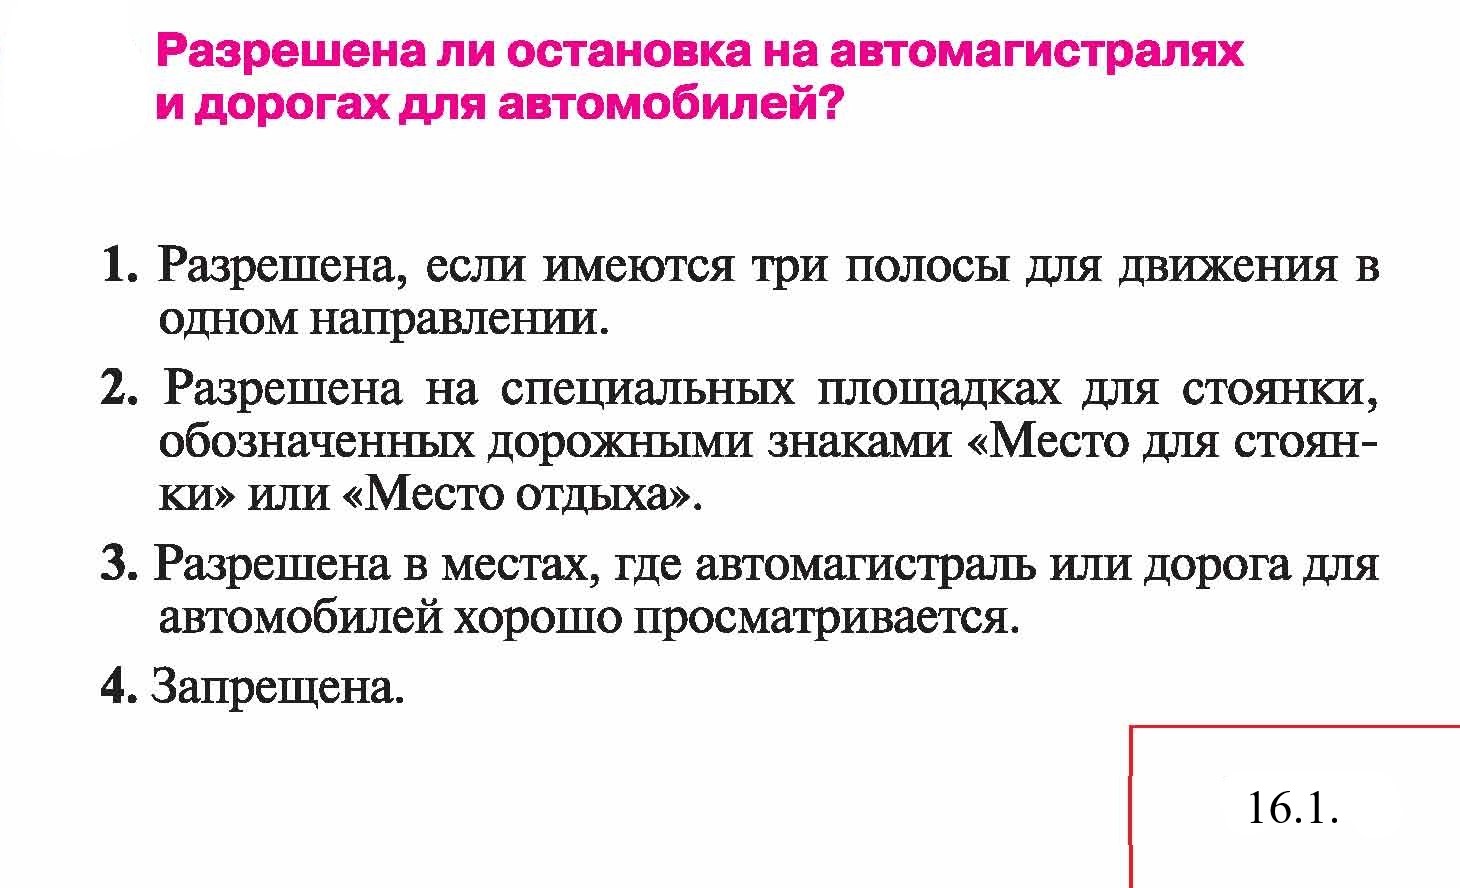 Разрешена ли остановка на автомагистралях
и дорогах для автомобилей?
1. Разрешена, если имеются три полосы для движения в
одном направлении.
2. Разрешена на специальных площадках для стоянки,
обозначенных дорожными знаками «Место для стоян-
ки» или «Место отдыха».
3. Разрешена в местах, где автомагистраль или дорога для
автомобилей хорошо просматривается.
4. Запрещена.
16.1.